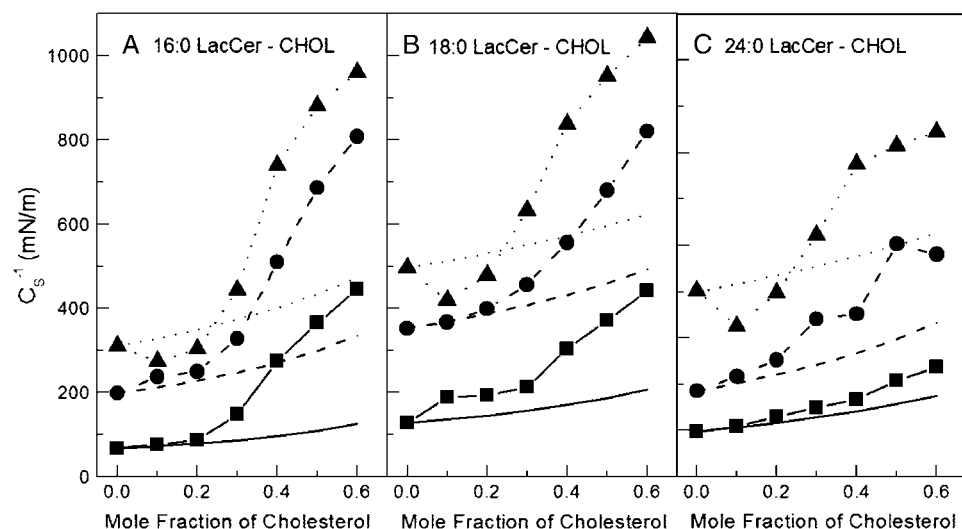 A 16:0 LacCer - CHOL
B 18:0 LacCer - CHOL
C 24:0 LacCer - CHOL
1000
800
600
400
200
0
C_S^-1 (mN/m)
0.0 0.2 0.4 0.6
0.0 0.2 0.4 0.6
0.0 0.2 0.4 0.6
Mole Fraction of Cholesterol
Mole Fraction of Cholesterol
Mole Fraction of Cholesterol